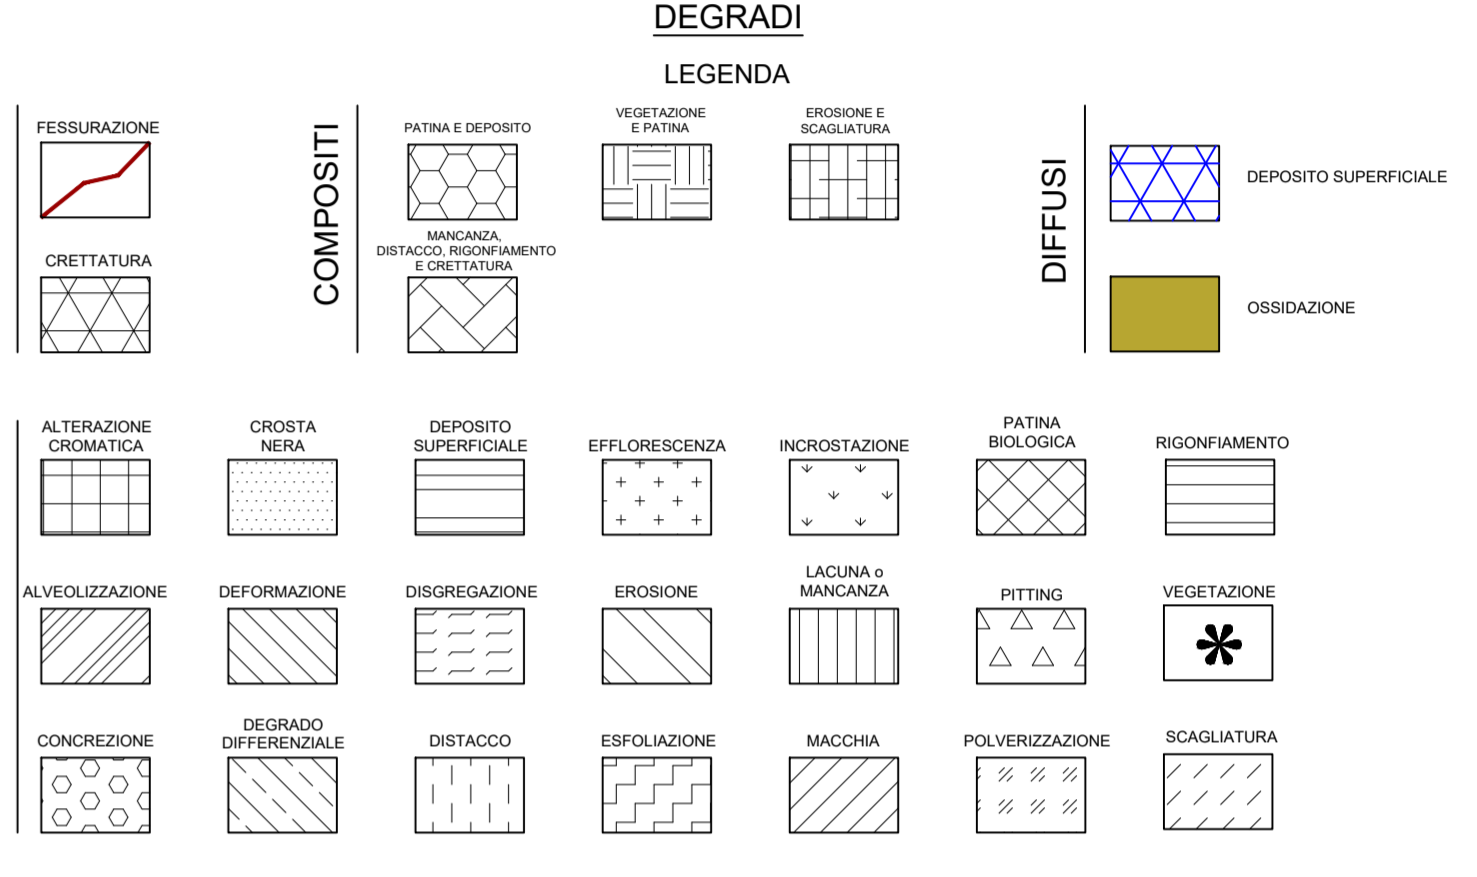 DEGRADI
LEGENDA
FESSURAZIONE
CRETTATURA
COMPOSITI
PATINA E DEPOSITO
VEGETAZIONE
E PATINA
EROSIONE E
SCAGLIATURA
MANCANZA,
DISTACCO, RIGONFIAMENTO
E CRETTATURA
DIFFUSI
DEPOSITO SUPERFICIALE
OSSIDAZIONE
ALTERAZIONE
CROMATICA
CROSTA
NERA
DEPOSITO
SUPERFICIALE
EFFLORESCENZA
INCROSTAZIONE
PATINA
BIOLOGICA
RIGONFIAMENTO
ALVEOLIZZAZIONE
DEFORMAZIONE
DISGREGAZIONE
EROSIONE
LACUNA o
MANCANZA
PITTING
VEGETAZIONE
CONCREZIONE
DEGRADO
DIFFERENZIALE
DISTACCO
ESFOLIAZIONE
MACCHIA
POLVERIZZAZIONE
SCAGLIATURA